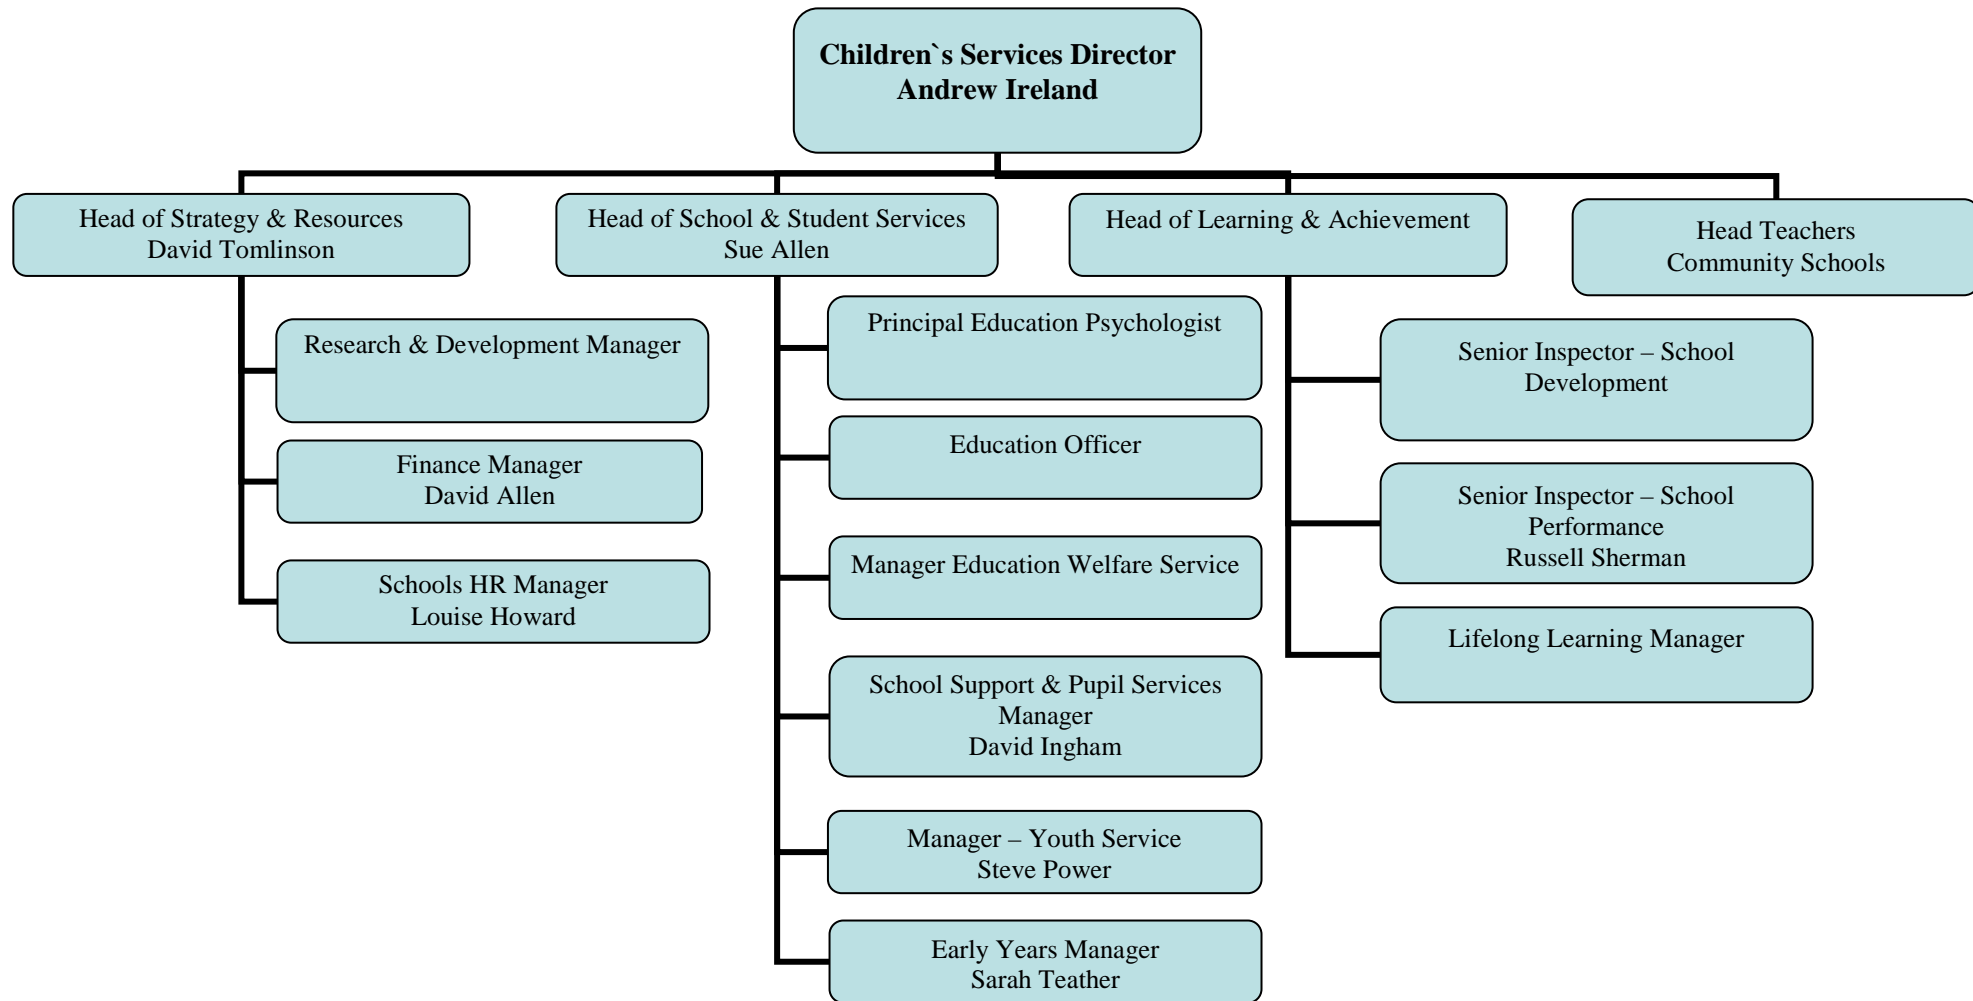 Children`s Services Director
Andrew Ireland
Head of Strategy & Resources
David Tomlinson
Head of School & Student Services
Sue Allen
Head of Learning & Achievement
Head Teachers
Community Schools
Research & Development Manager
Finance Manager
David Allen
Schools HR Manager
Louise Howard
Principal Education Psychologist
Education Officer
Manager Education Welfare Service
School Support & Pupil Services
Manager
David Ingham
Manager – Youth Service
Steve Power
Early Years Manager
Sarah Teather
Senior Inspector – School
Development
Senior Inspector – School
Performance
Russell Sherman
Lifelong Learning Manager